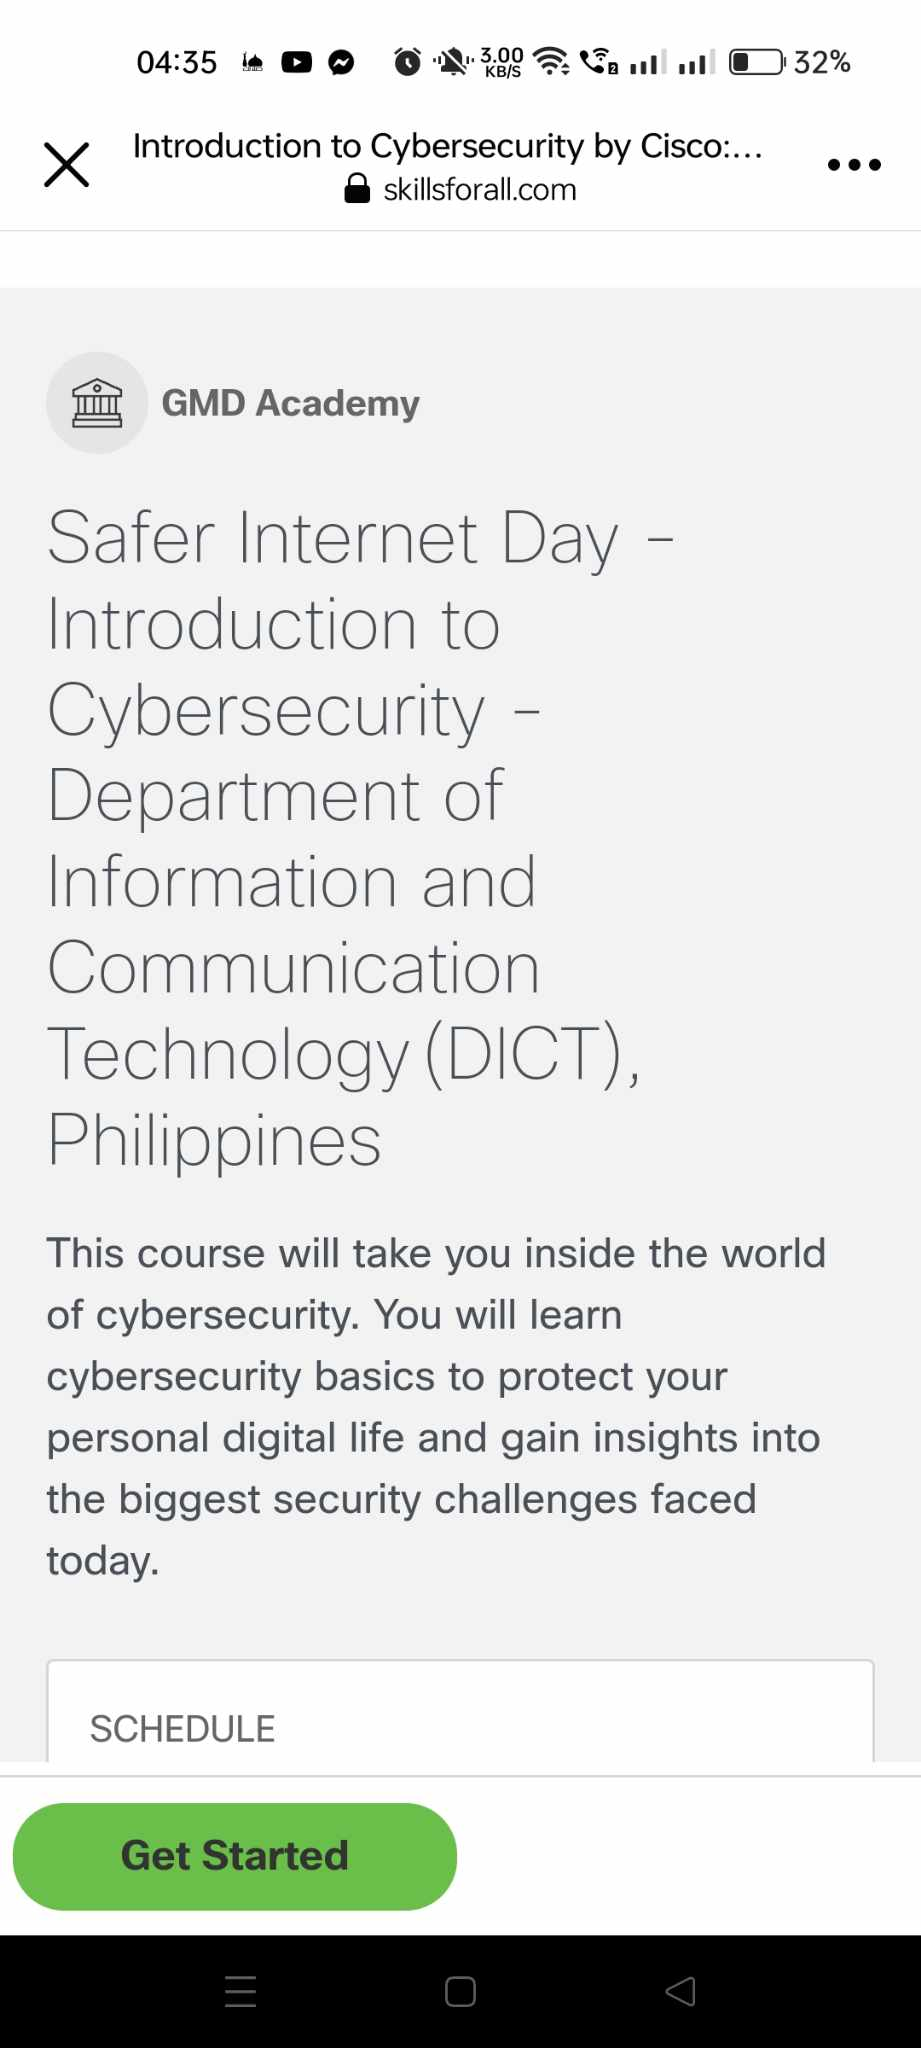 04:35 3.00 KB/S 2 32%
Introduction to Cybersecurity by Cisco:...
skillsforall.com
GMD Academy
Safer Internet Day -
Introduction to
Cybersecurity -
Department of
Information and
Communication
Technology (DICT),
Philippines
This course will take you inside the world
of cybersecurity. You will learn
cybersecurity basics to protect your
personal digital life and gain insights into
the biggest security challenges faced
today.
SCHEDULE
Get Started